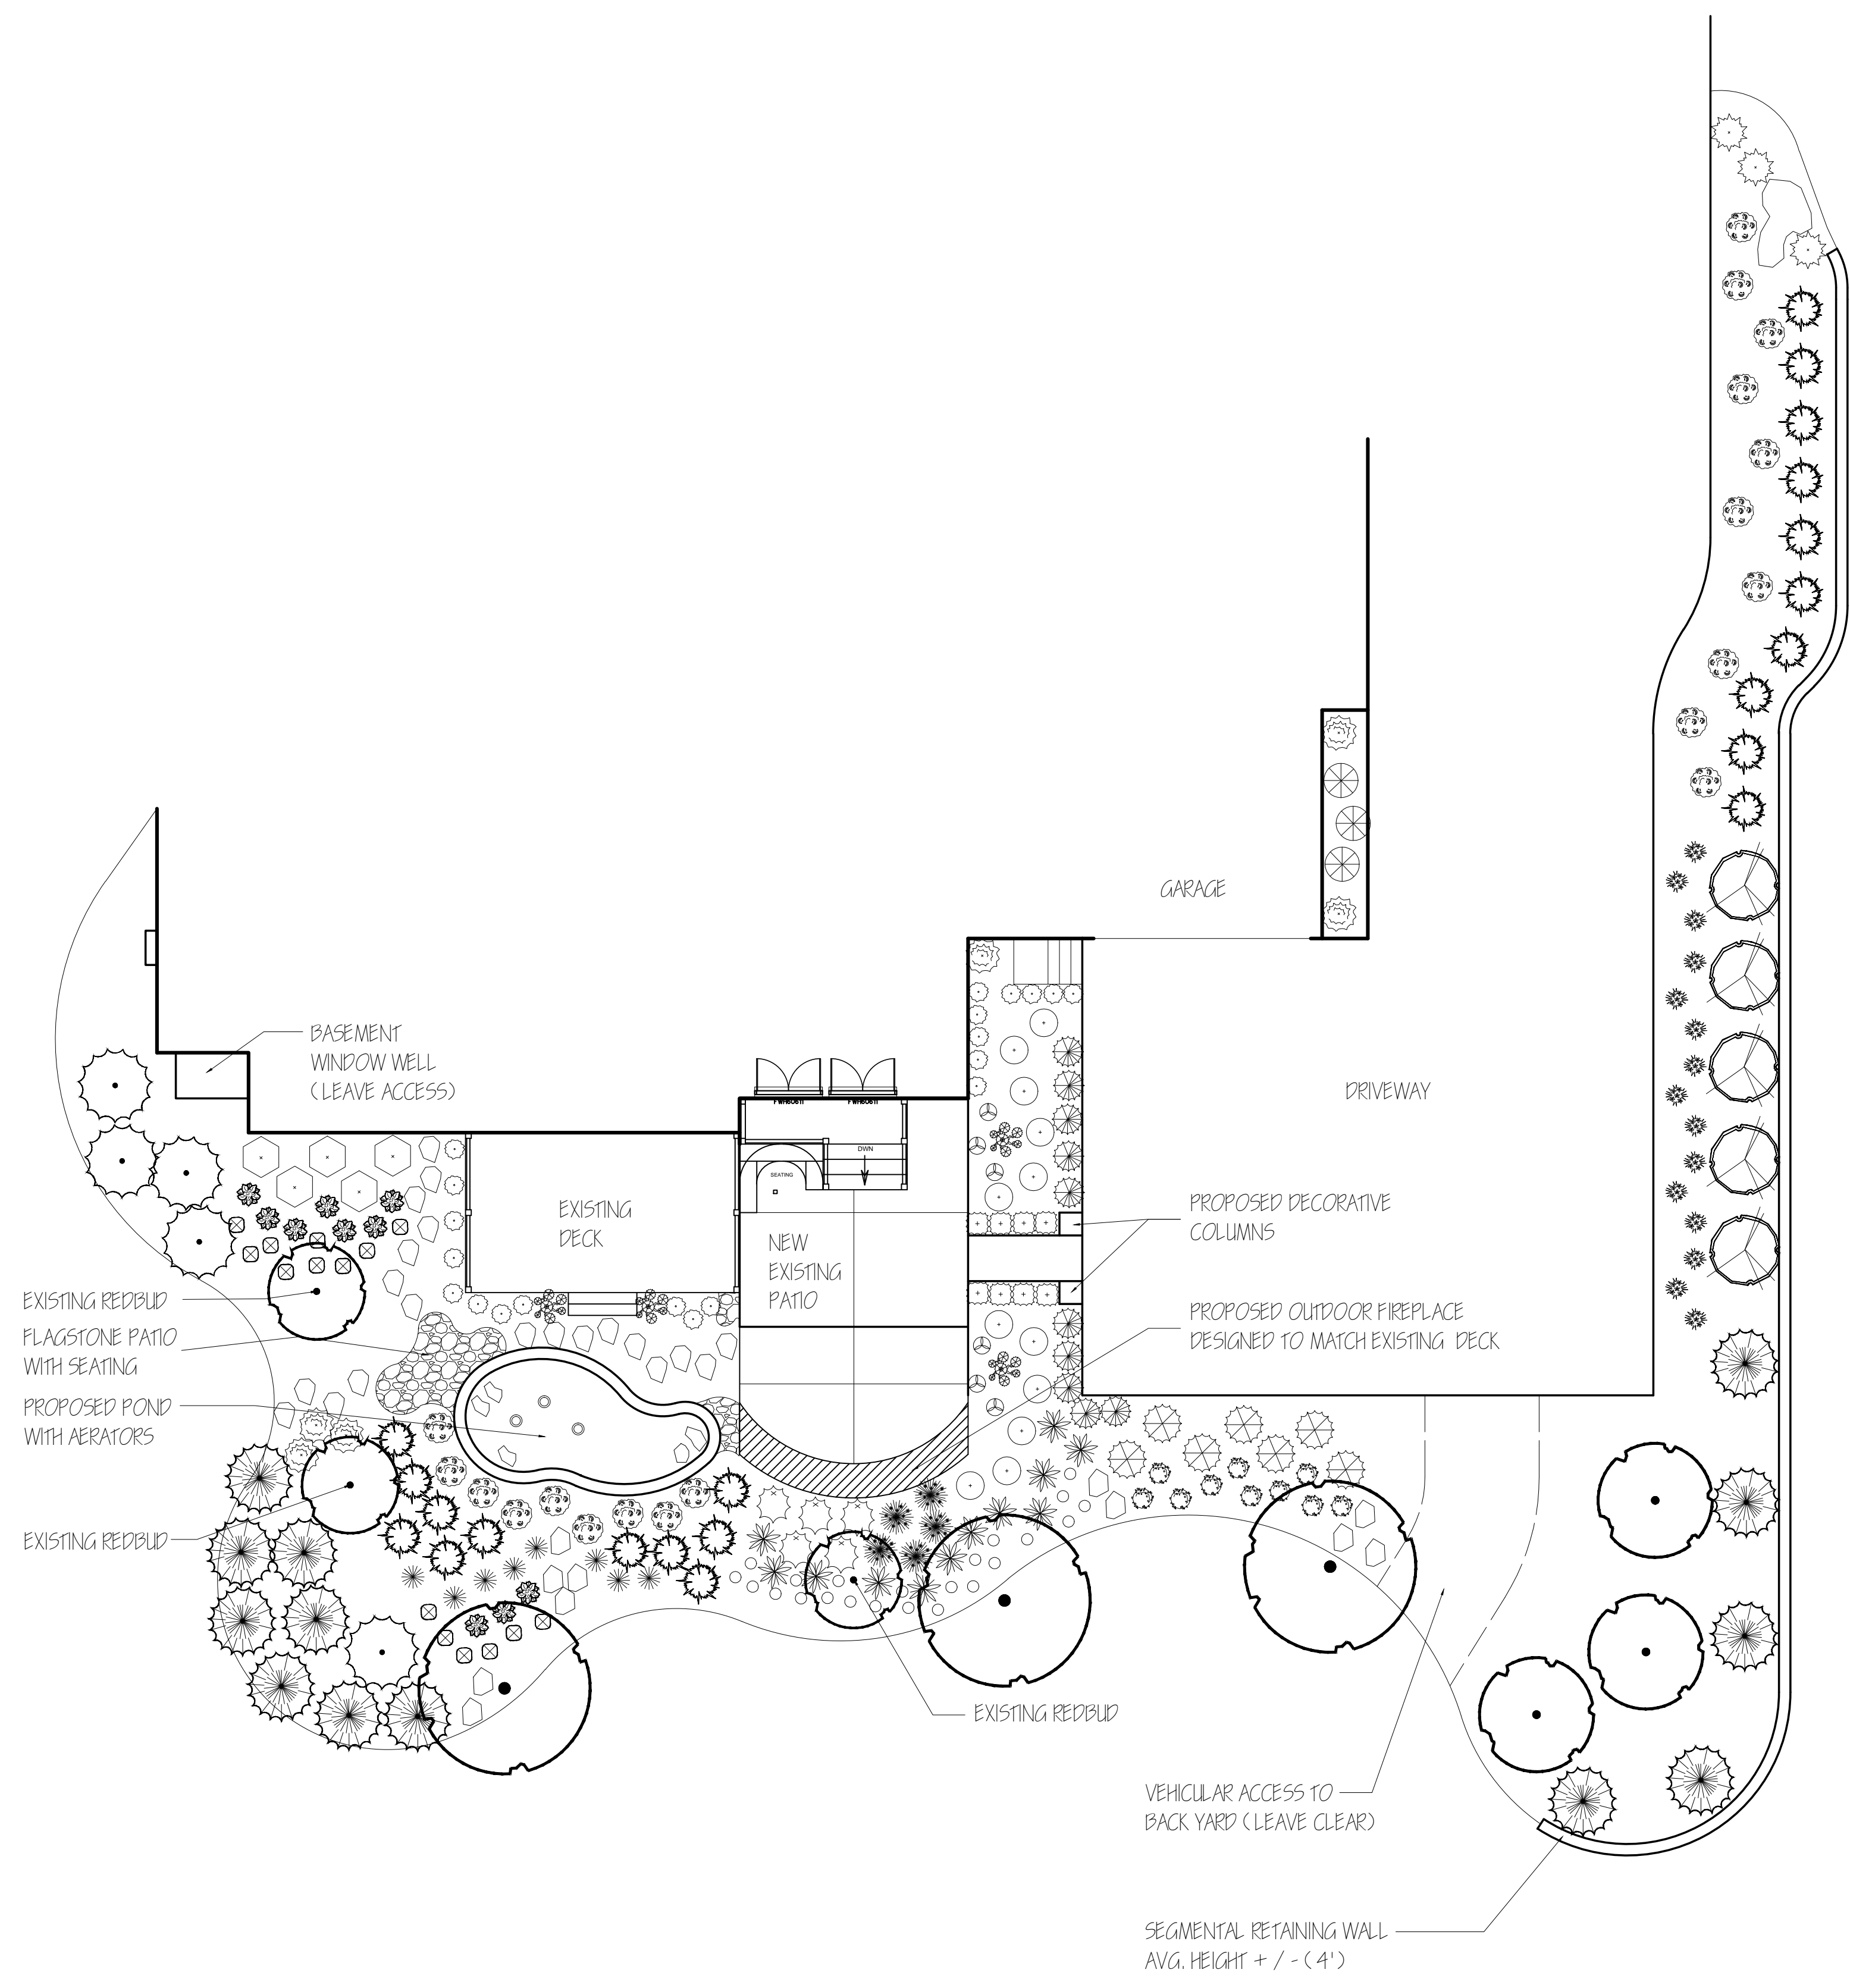 GARAGE
BASEMENT
WINDOW WELL
(LEAVE ACCESS)
DRIVEWAY
FWH60611
FWH60611
DWN
SEATING
EXISTING
DECK
NEW
EXISTING
PATIO
PROPOSED DECORATIVE
COLUMNS
EXISTING REDBUD
FLAGSTONE PATIO
WITH SEATING
PROPOSED OUTDOOR FIREPLACE
DESIGNED TO MATCH EXISTING DECK
PROPOSED POND
WITH AERATORS
EXISTING REDBUD
EXISTING REDBUD
VEHICULAR ACCESS TO
BACK YARD (LEAVE CLEAR)
SEGMENTAL RETAINING WALL
AVG. HEIGHT + / - (4')